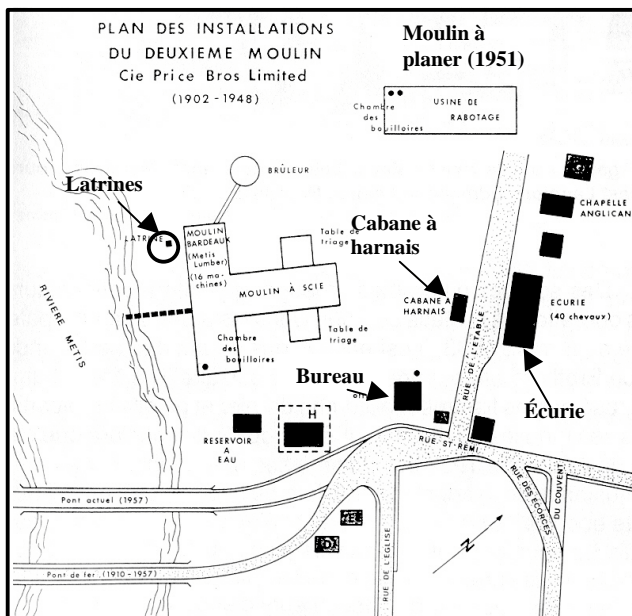 PLAN DES INSTALLATIONS
DU DEUXIEME MOULIN
Cie Price Bros Limited
(1902-1948)
Moulin à
planer (1951)
Chambre
des
bouilloires
USINE DE
RABOTAGE
BRÛLEUR
Latrines
LATRINE
MOULIN
BARDEAUX
(Metis
Lumber)
(16 ma-
chines)
Table de
triage
MOULIN À SCIE
Table de
triage
Chambre
des
bouilloires
Cabane à
harnais
CABANE A
HARNAIS
CHAPELLE
ANGLICAN
ECURIE
(40 chevaux)
Écurie
RUE DE L'ETABLE
RIVIERE METIS
Bureau
H
RESERVOIR
A
EAU
RUE ST-REMI
RUE DES ECORCES
DU COUVENT
Pont actuel (1957)
Pont de fer (1910-1957)
RUE DE L'EGLISE
N